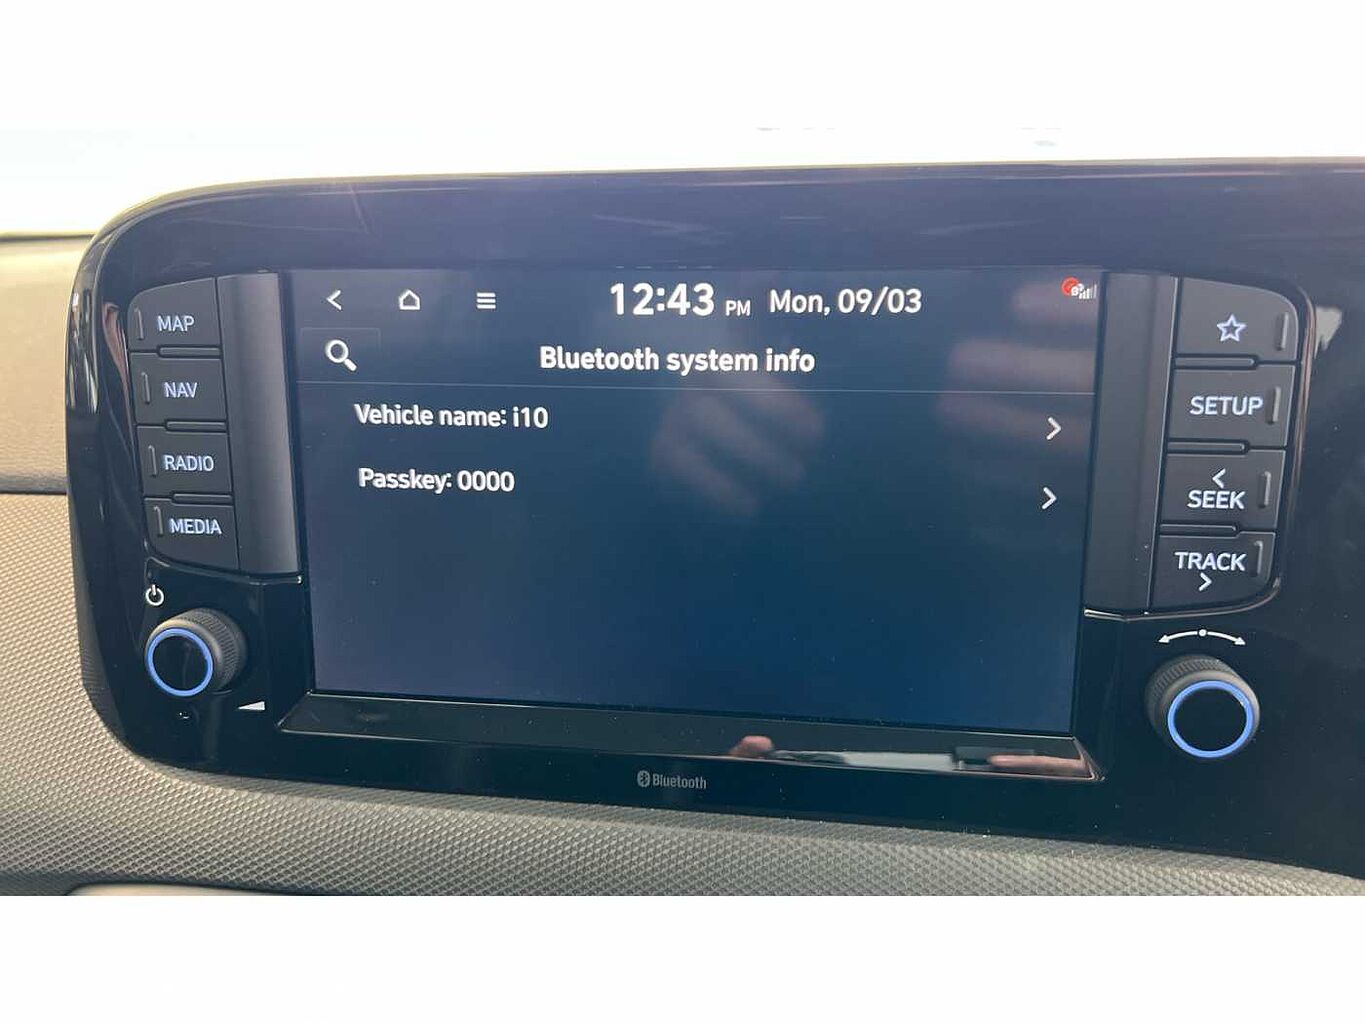 12:43 PM Mon, 09/03
Bluetooth system info
Vehicle name: i10
Passkey: 0000
MAP
NAV
RADIO
MEDIA
SETUP
< SEEK
TRACK >
Bluetooth